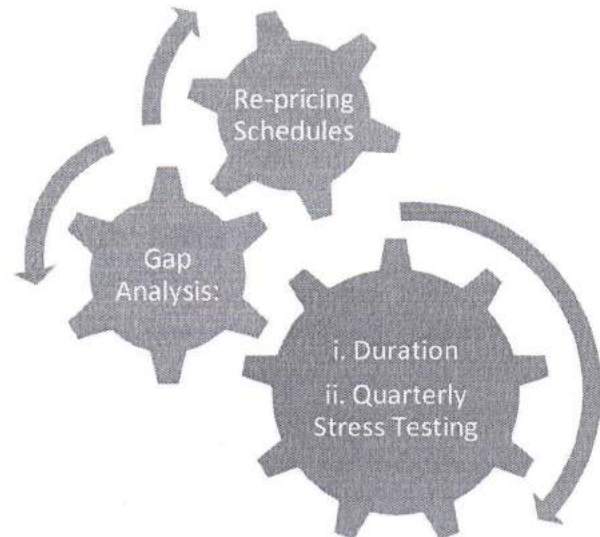 Re-pricing
Schedules
Gap
Analysis:
i. Duration
ii. Quarterly
Stress Testing